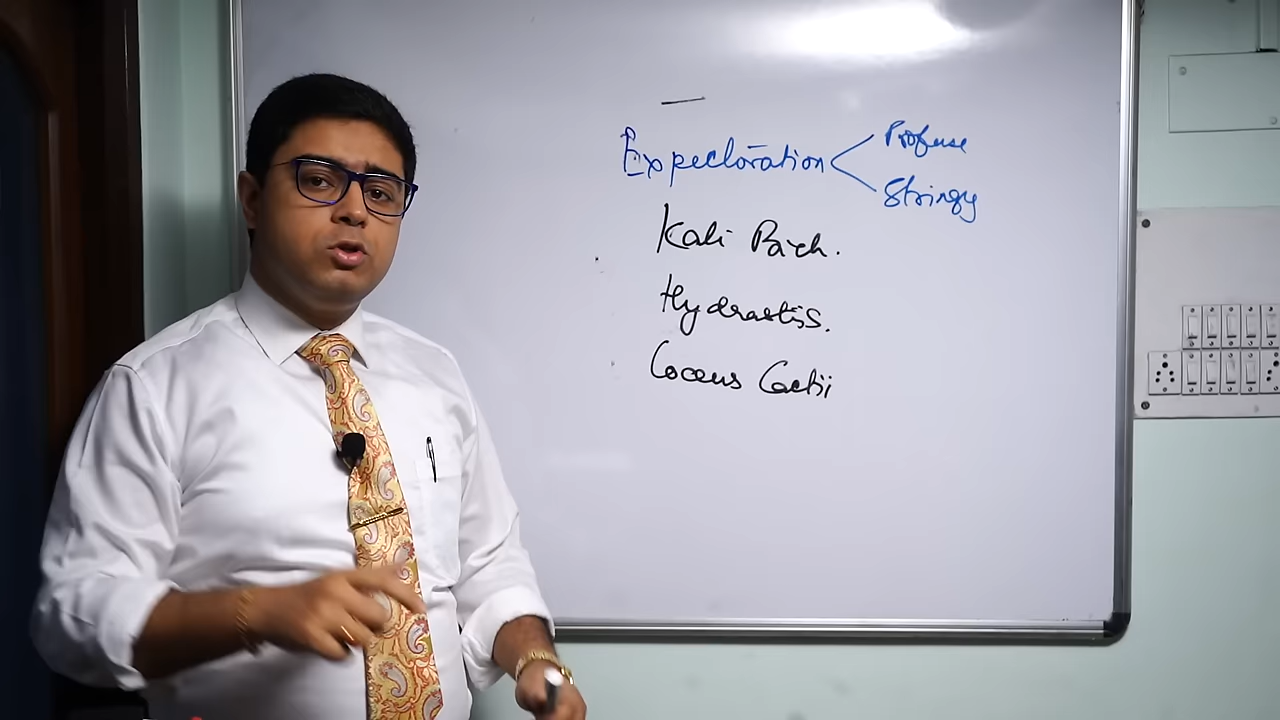 Expectoration
Profuse
Stringy
Kali Bich.
Hydrastis.
Coccus Cacti